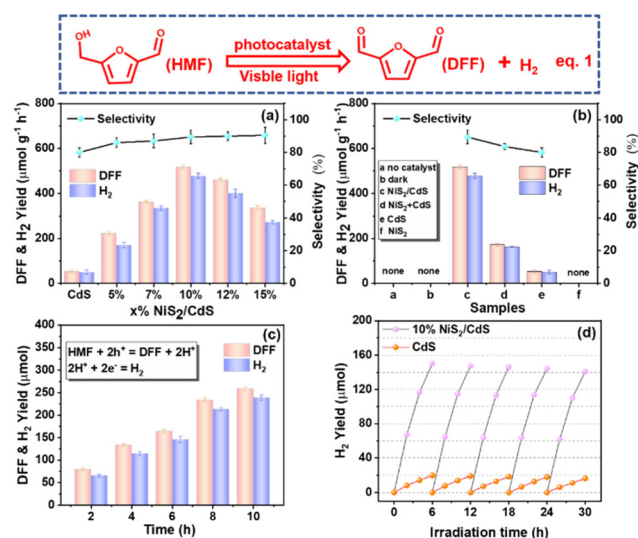 OH
O
O
(HMF)
photocatalyst
Visble light
O
O
O
(DFF) + H₂ eq. 1
(a)
Selectivity
DFF
H₂
DFF & H₂ Yield (μmol g⁻¹ h⁻¹)
800
600
400
200
0
Selectivity (%)
100
80
60
40
20
0
CdS 5% 7% 10% 12% 15%
x% NiS₂/CdS
(b)
Selectivity
a no catalyst
b dark
c NiS₂/CdS
d NiS₂+CdS
e CdS
f NiS₂
DFF
H₂
DFF & H₂ Yield (μmol g⁻¹ h⁻¹)
800
600
400
200
0
Selectivity (%)
100
80
60
40
20
0
none none none
a b c d e f
Samples
(c)
HMF + 2h⁺ = DFF + 2H⁺
2H⁺ + 2e⁻ = H₂
DFF
H₂
DFF & H₂ Yield (μmol)
400
250
200
150
100
50
0
2 4 6 8 10
Time (h)
(d)
10% NiS₂/CdS
CdS
H₂ Yield (μmol)
200
160
120
80
40
0
0 6 12 18 24 30
Irradiation time (h)